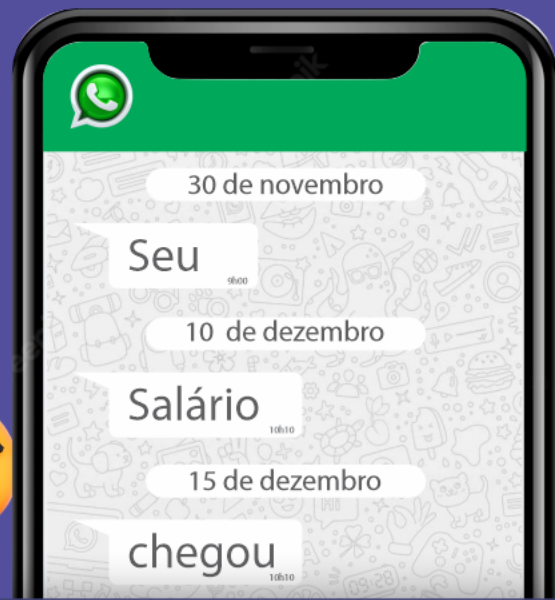 30 de novembro
Seu
9h00
10 de dezembro
Salário
10h10
15 de dezembro
chegou
10h10